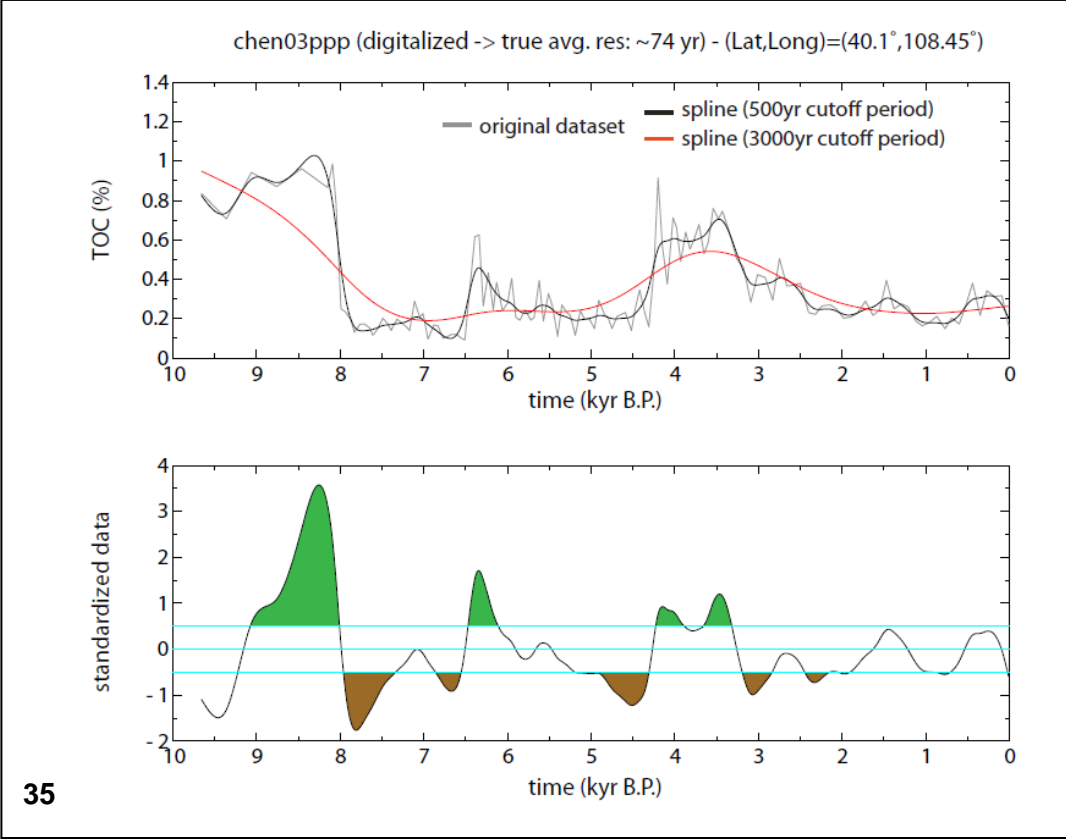 chen03ppp (digitalized -> true avg. res: ~74 yr) - (Lat,Long)=(40.1°,108.45°)
original dataset
spline (500yr cutoff period)
spline (3000yr cutoff period)
TOC (%)
1.4
1.2
1
0.8
0.6
0.4
0.2
0
10 9 8 7 6 5 4 3 2 1 0
time (kyr B.P.)
standardized data
4
3
2
1
0
-1
-2
10 9 8 7 6 5 4 3 2 1 0
time (kyr B.P.)
35